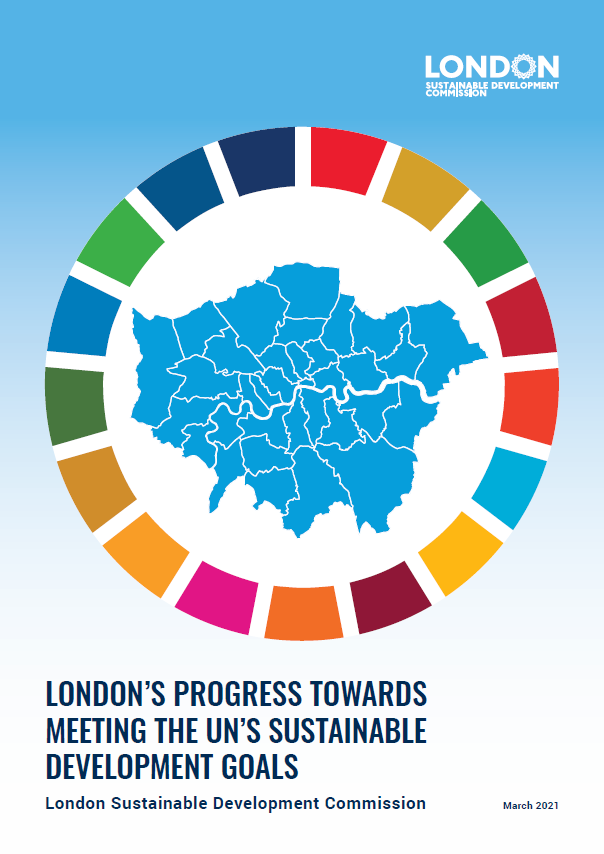 LONDON
SUSTAINABLE DEVELOPMENT
COMMISSION
LONDON'S PROGRESS TOWARDS
MEETING THE UN'S SUSTAINABLE
DEVELOPMENT GOALS
London Sustainable Development Commission
March 2021